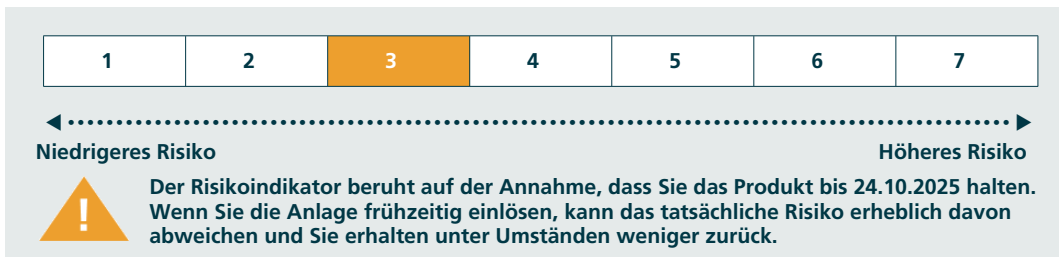 1 2 3 4 5 6 7
Niedrigeres Risiko Höheres Risiko
Der Risikoindikator beruht auf der Annahme, dass Sie das Produkt bis 24.10.2025 halten.
Wenn Sie die Anlage frühzeitig einlösen, kann das tatsächliche Risiko erheblich davon
abweichen und Sie erhalten unter Umständen weniger zurück.